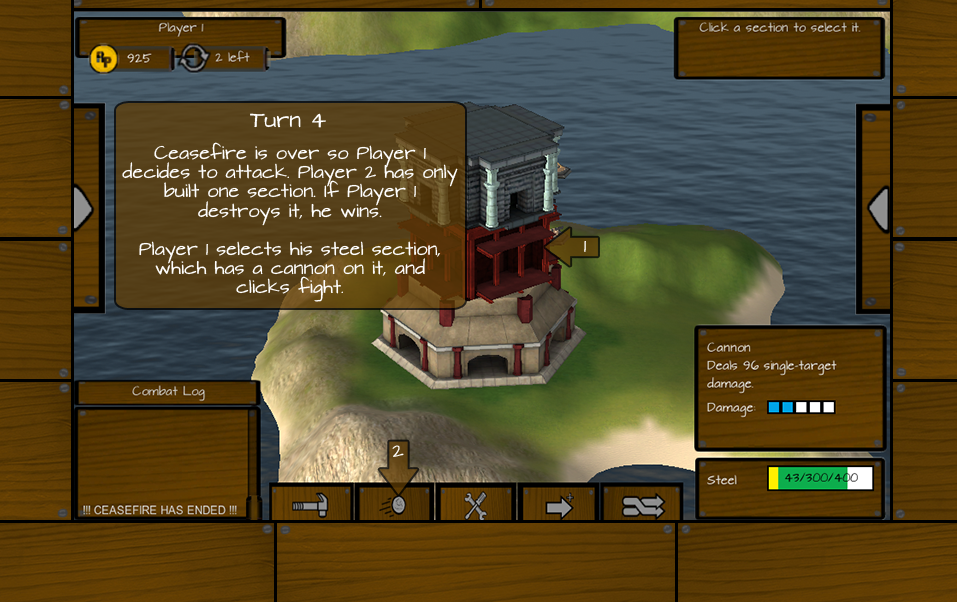 Player 1
RP 925 2 left
Click a section to select it.
Turn 4
Ceasefire is over so Player 1
decides to attack. Player 2 has only
built one section. If Player 1
destroys it, he wins.
Player 1 selects his steel section,
which has a cannon on it, and
clicks fight.
1
Cannon
Deals 96 single-target
damage.
Damage:
Combat Log
2
Steel 43/300/400
!!! CEASEFIRE HAS ENDED !!!